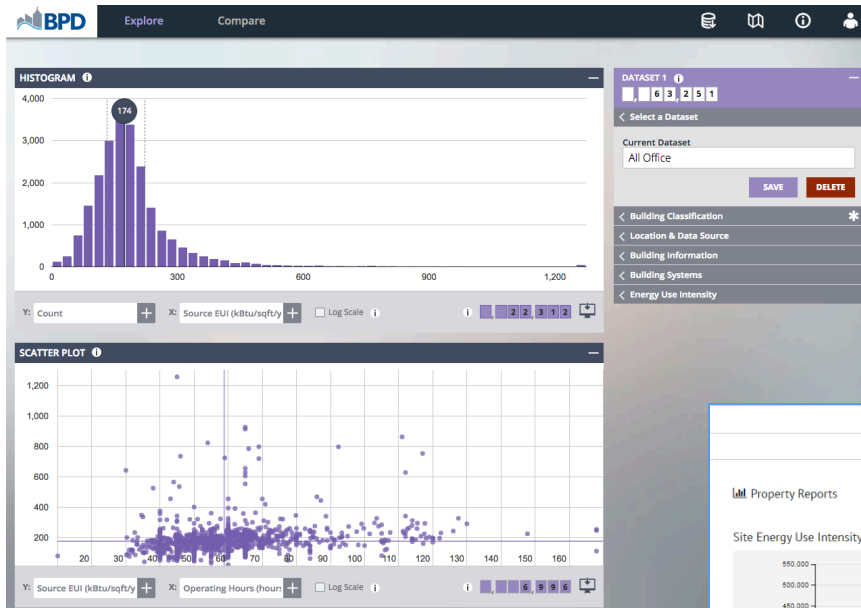 BPD Explore Compare
HISTOGRAM i
4,000
174
3,000
2,000
1,000
0
0 300 600 900 1,200
Y: Count + X: Source EUI (kBtu/sqft/y + Log Scale i i , 2 2 , 3 1 2
SCATTER PLOT i
1,200
1,000
800
600
400
200
20 30 40 50 60 70 80 90 100 110 120 130 140 150 160
Y: Source EUI (kBtu/sqft/y + X: Operating Hours (hour: + Log Scale i i , 6 , 9 9 6
DATASET 1 i
, 6 3 , 2 5 1
Select a Dataset
Current Dataset
All Office
SAVE DELETE
Building Classification
Location & Data Source
Building Information
Building Systems
Energy Use Intensity
Property Reports
Site Energy Use Intensity
550.000
500.000
450.000